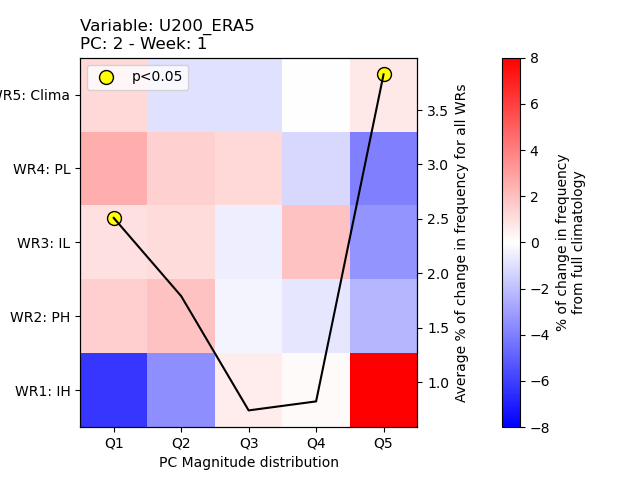 Variable: U200_ERA5
PC: 2 - Week: 1
p<0.05
WR5: Clima
WR4: PL
WR3: IL
WR2: PH
WR1: IH
Q1 Q2 Q3 Q4 Q5
PC Magnitude distribution
3.5
3.0
2.5
2.0
1.5
1.0
Average % of change in frequency for all WRs
8
6
4
2
0
−2
−4
−6
−8
% of change in frequency
from full climatology